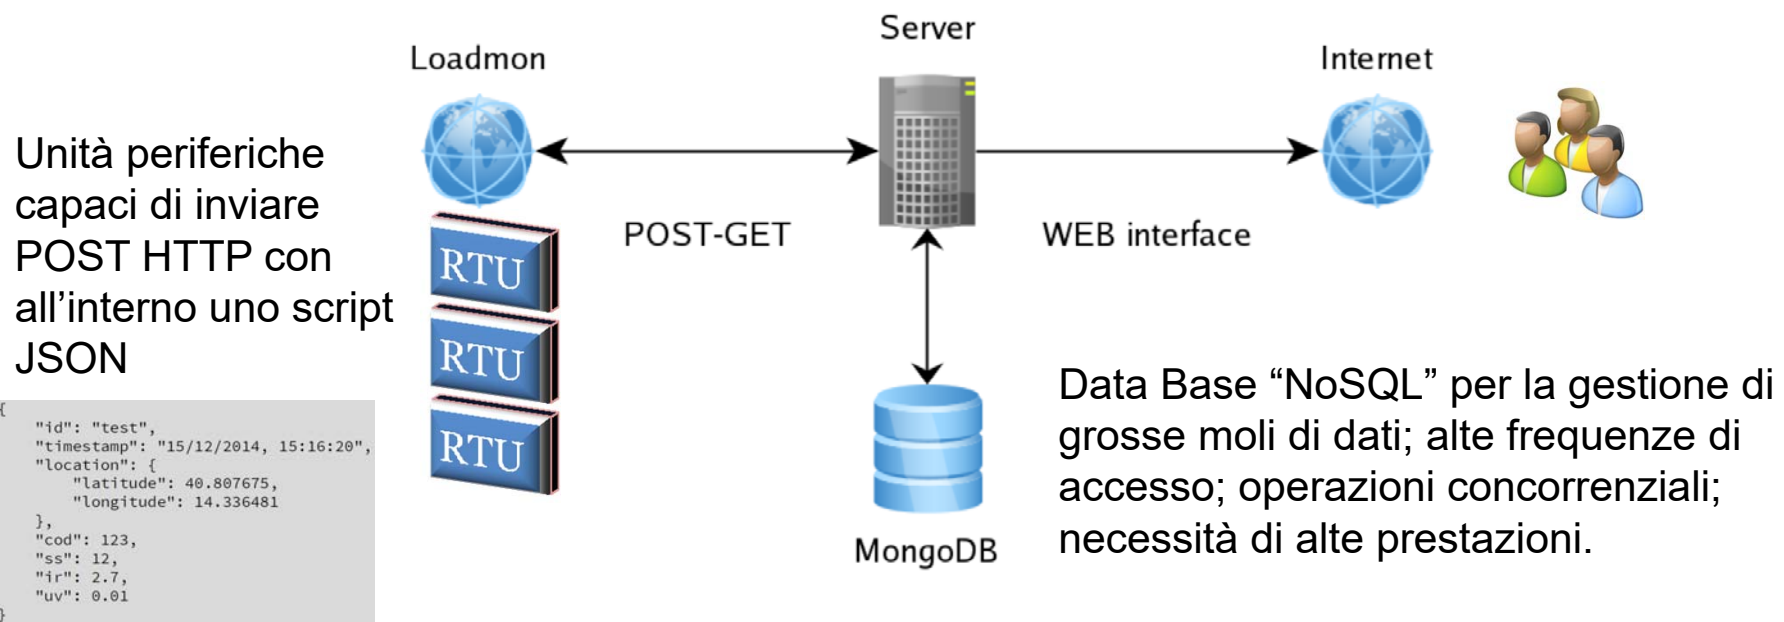 Server
Loadmon
Internet
Unità periferiche
capaci di inviare
POST HTTP con
all’interno uno script
JSON
POST-GET
WEB interface
RTU
RTU
RTU
{
"id": "test",
"timestamp": "15/12/2014, 15:16:20",
"location": {
"latitude": 40.807675,
"longitude": 14.336481
},
"cod": 123,
"ss": 12,
"ir": 2.7,
"uv": 0.01
}
MongoDB
Data Base “NoSQL” per la gestione di
grosse moli di dati; alte frequenze di
accesso; operazioni concorrenziali;
necessità di alte prestazioni.